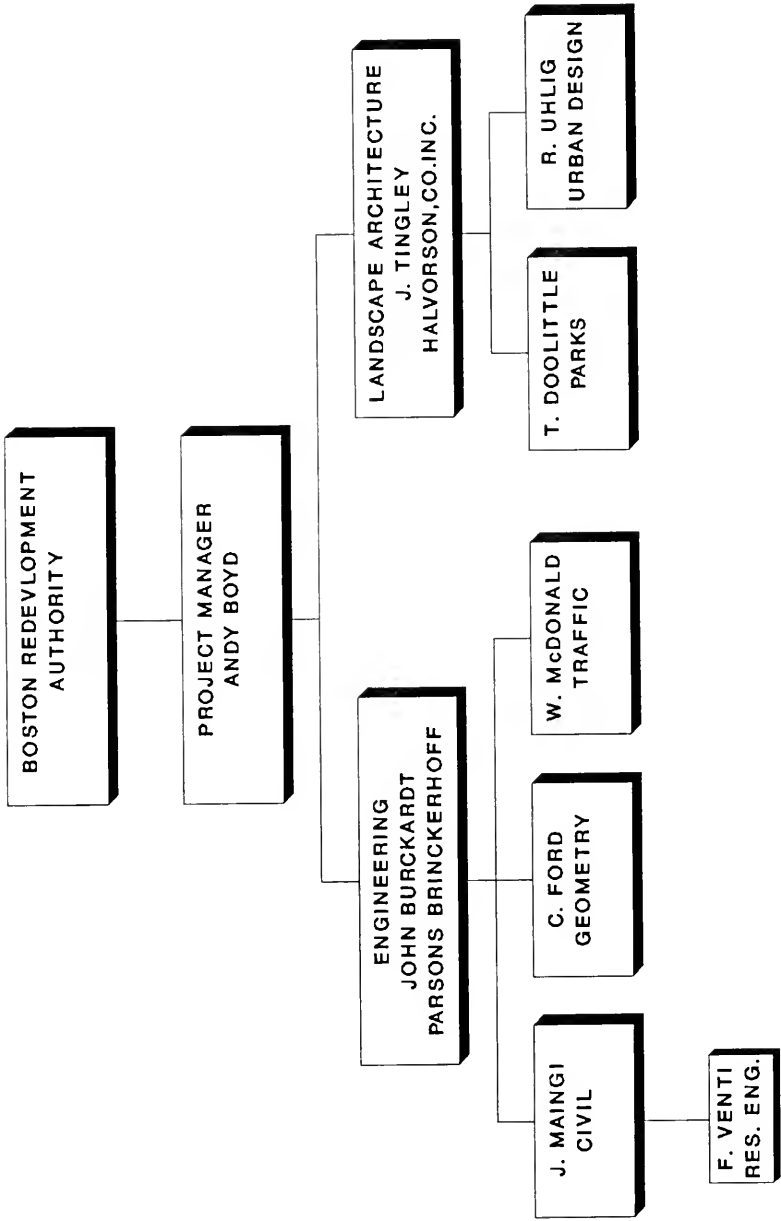 BOSTON REDEVLOPMENT
AUTHORITY
PROJECT MANAGER
ANDY BOYD
ENGINEERING
JOHN BURCKARDT
PARSONS BRINCKERHOFF
LANDSCAPE ARCHITECTURE
J. TINGLEY
HALVORSON,CO.INC.
J. MAINGI
CIVIL
C. FORD
GEOMETRY
W. McDONALD
TRAFFIC
T. DOOLITTLE
PARKS
R. UHLIG
URBAN DESIGN
F. VENTI
RES. ENG.